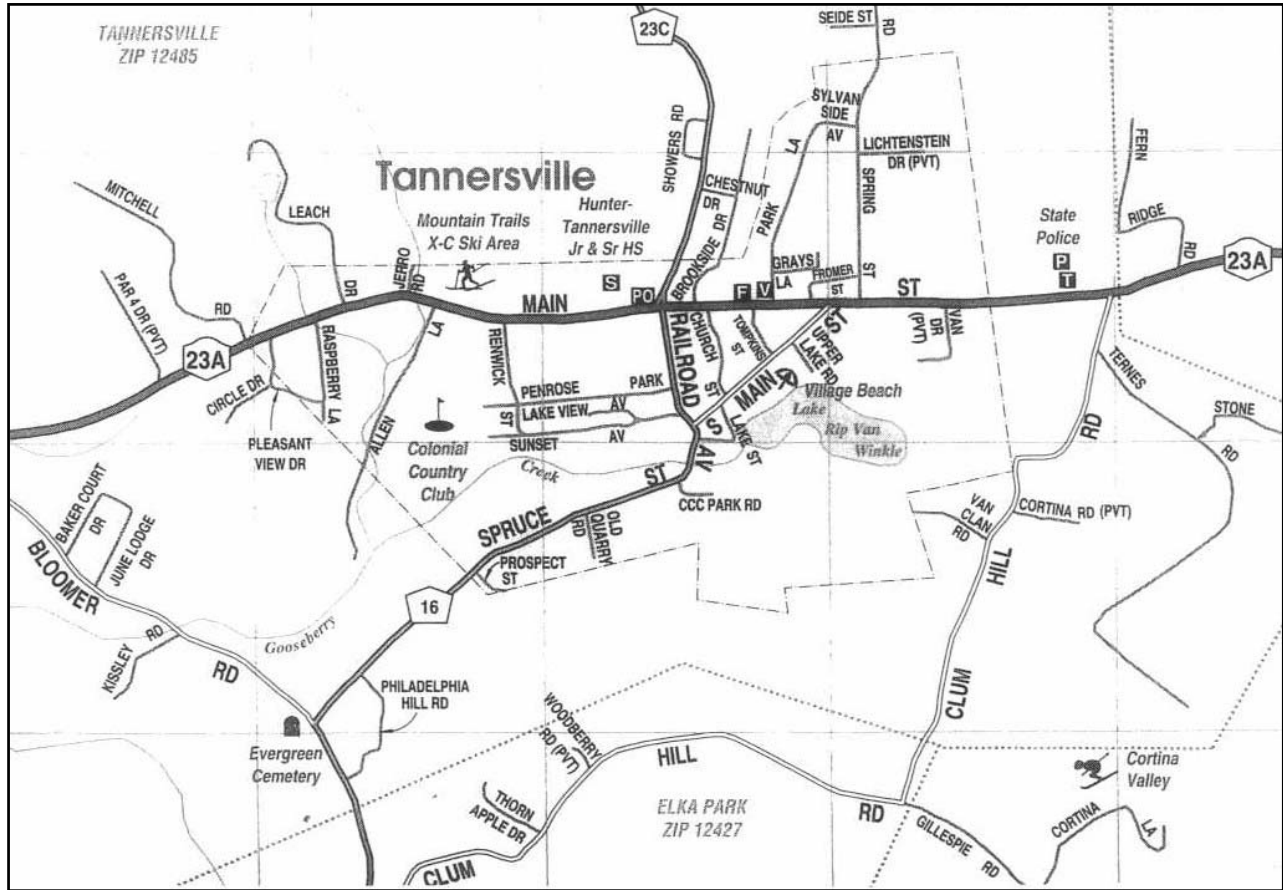 TANNERSVILLE
ZIP 12485
23C
SEIDE ST
RD
SYLVAN
SIDE
AV
LA
LICHTENSTEIN
DR (PVT)
SHOWERS RD
FERN
MITCHELL
LEACH
Tannersville
CHESTNUT
DR
PARK
SPRING
Mountain Trails
X-C Ski Area
Hunter-
Tannersville
Jr & Sr HS
BROOKSIDE DR
State
Police
RIDGE
RD
PAR 4 DR (PVT)
RD
DR
JERRO
RD
GRAYS
LA
FROMER
ST
ST
P
T
23A
S
PO
F
V
MAIN
ST
23A
RASPBERRY LA
LA
RENWICK
RAILROAD
CHURCH
TOMPKINS
ST
ST
UPPER
LAKE RD
VAN
DR
(PVT)
TERNES
CIRCLE DR
PENROSE
PARK
MAIN
Village Beach
STONE
ST
LAKE VIEW
AV
SUNSET
AV
ST
S
LAKE ST
Lake
Rip Van
Winkle
RD
RD
PLEASANT
VIEW DR
ALLEN
Colonial
Country
Club
Creek
ST
AV
BAKER COURT
DR
JUNE LODGE
DR
CCC PARK RD
VAN
CLAN
RD
CORTINA RD (PVT)
SPRUCE
OLD
QUARRY
RD
BLOOMER
PROSPECT
ST
HILL
16
Gooseberry
KISSLEY
RD
RD
PHILADELPHIA
HILL RD
CLUM
WOODBERRY
RD (PVT)
HILL
Evergreen
Cemetery
Cortina
Valley
THORN
APPLE DR
ELKA PARK
ZIP 12427
RD
GILLESPIE
RD
CORTINA
LA
CLUM